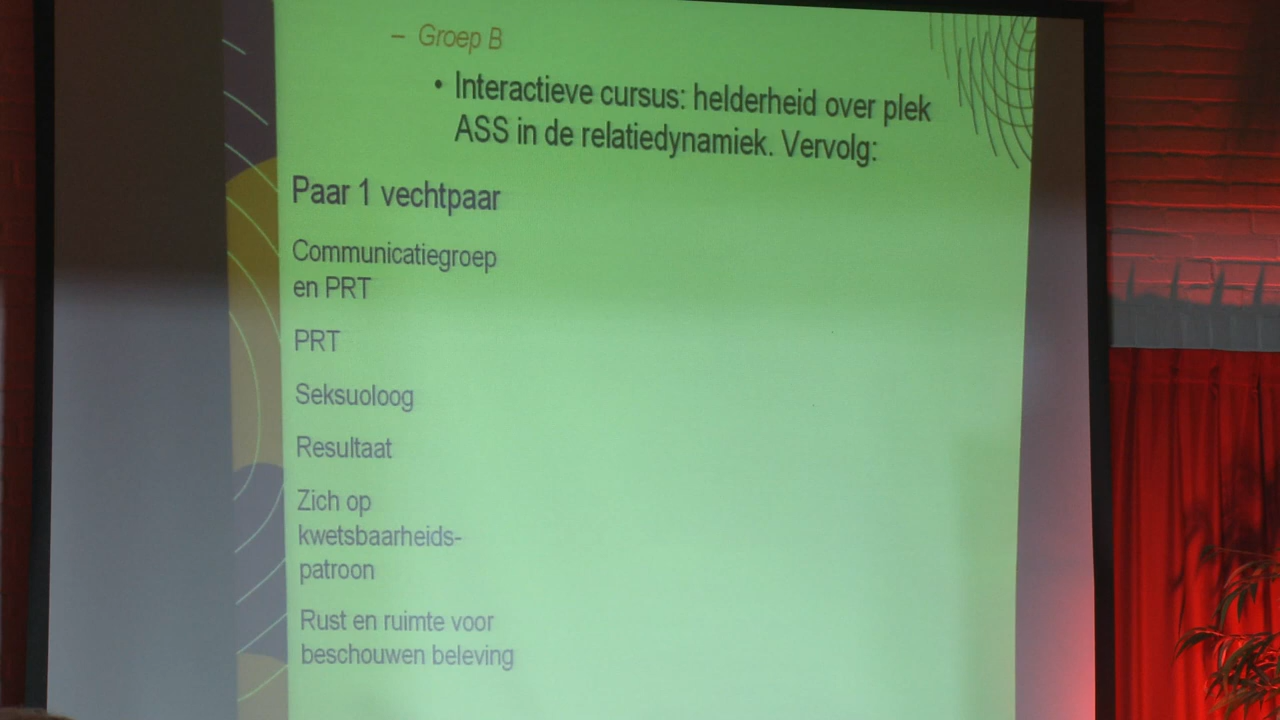 – Groep B
• Interactieve cursus: helderheid over plek
ASS in de relatiedynamiek. Vervolg:
Paar 1 vechtpaar
Communicatiegroep
en PRT
PRT
Seksuoloog
Resultaat
Zich op
kwetsbaarheids-
patroon
Rust en ruimte voor
beschouwen beleving